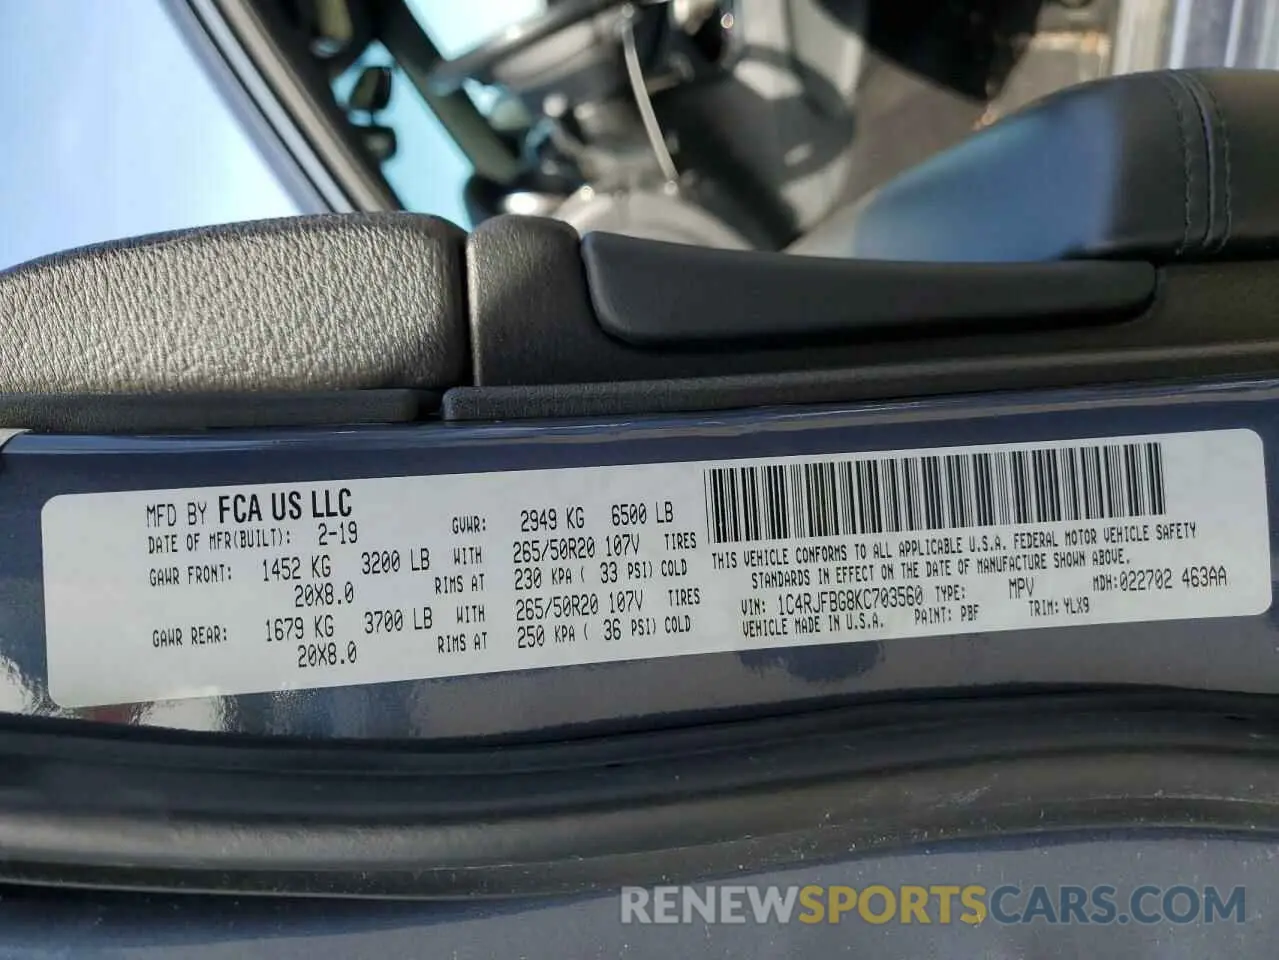 MFD BY FCA US LLC
DATE OF MFR(BUILT): 2-19
GVWR: 2949 KG 6500 LB
GAWR FRONT: 1452 KG 3200 LB WITH 265/50R20 107V TIRES
20X8.0 RIMS AT 230 KPA ( 33 PSI) COLD
GAWR REAR: 1679 KG 3700 LB WITH 265/50R20 107V TIRES
20X8.0 RIMS AT 250 KPA ( 36 PSI) COLD
THIS VEHICLE CONFORMS TO ALL APPLICABLE U.S.A. FEDERAL MOTOR VEHICLE SAFETY
STANDARDS IN EFFECT ON THE DATE OF MANUFACTURE SHOWN ABOVE.
VIN: 1C4RJFBG8KC703560 TYPE: MPV MDH:022702 463AA
VEHICLE MADE IN U.S.A. PAINT: PBF TRIM: YLX9
RENEWSPORTSCARS.COM